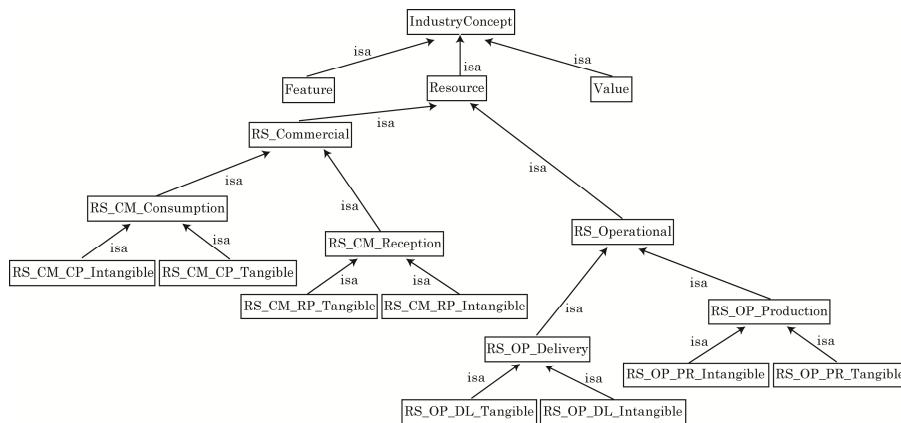 IndustryConcept
isa
isa
isa
Feature
Resource
Value
isa
RS_Commercial
isa
isa
isa
RS_CM_Consumption
RS_CM_Reception
RS_Operational
isa
isa
RS_CM_CP_Intangible
RS_CM_CP_Tangible
isa
isa
isa
isa
RS_CM_RP_Tangible
RS_CM_RP_Intangible
RS_OP_Production
RS_OP_Delivery
isa
isa
RS_OP_PR_Intangible
RS_OP_PR_Tangible
isa
isa
RS_OP_DL_Tangible
RS_OP_DL_Intangible